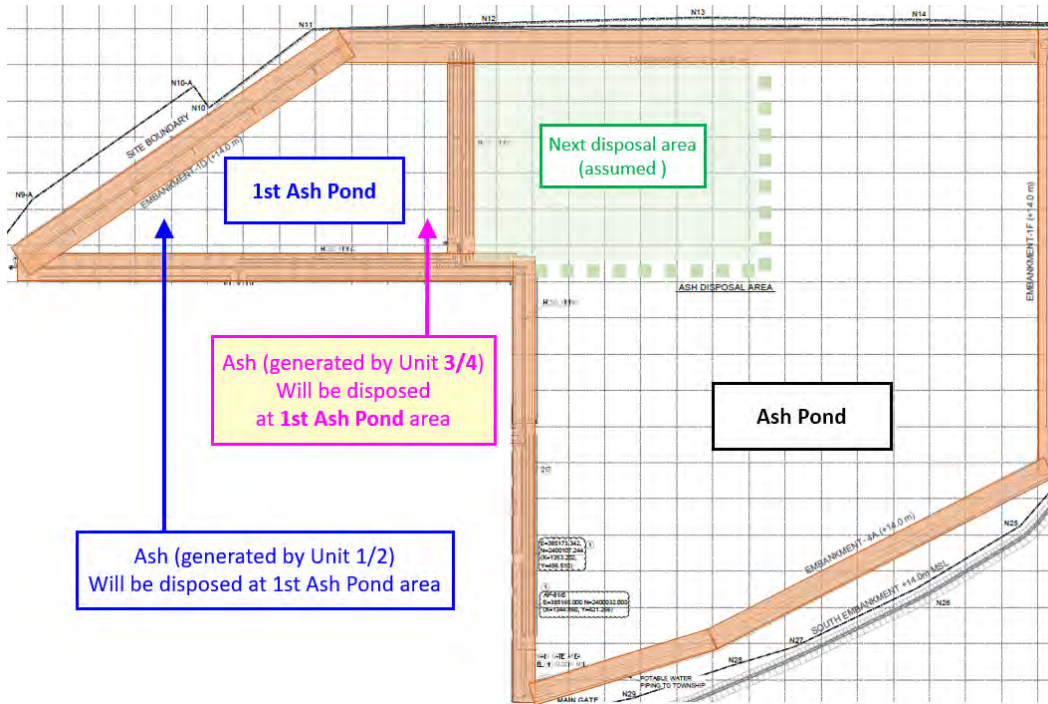 N11
N12
N13
N14
N10-A
N10
SITE BOUNDARY
EMBANKMENT-1D (+14.0 m)
N9-A
1st Ash Pond
Next disposal area
(assumed )
EMBANKMENT-1F (+14.0 m)
ASH DISPOSAL AREA
Ash (generated by Unit 3/4)
Will be disposed
at 1st Ash Pond area
Ash Pond
Ash (generated by Unit 1/2)
Will be disposed at 1st Ash Pond area
EMBANKMENT-4A (+14.0 m)
SOUTH EMBANKMENT +14.0m MSL
N25
N26
N27
N28
N29
MAIN GATE AREA
POTABLE WATER
PIPING TO TOWNSHIP
MAIN GATE